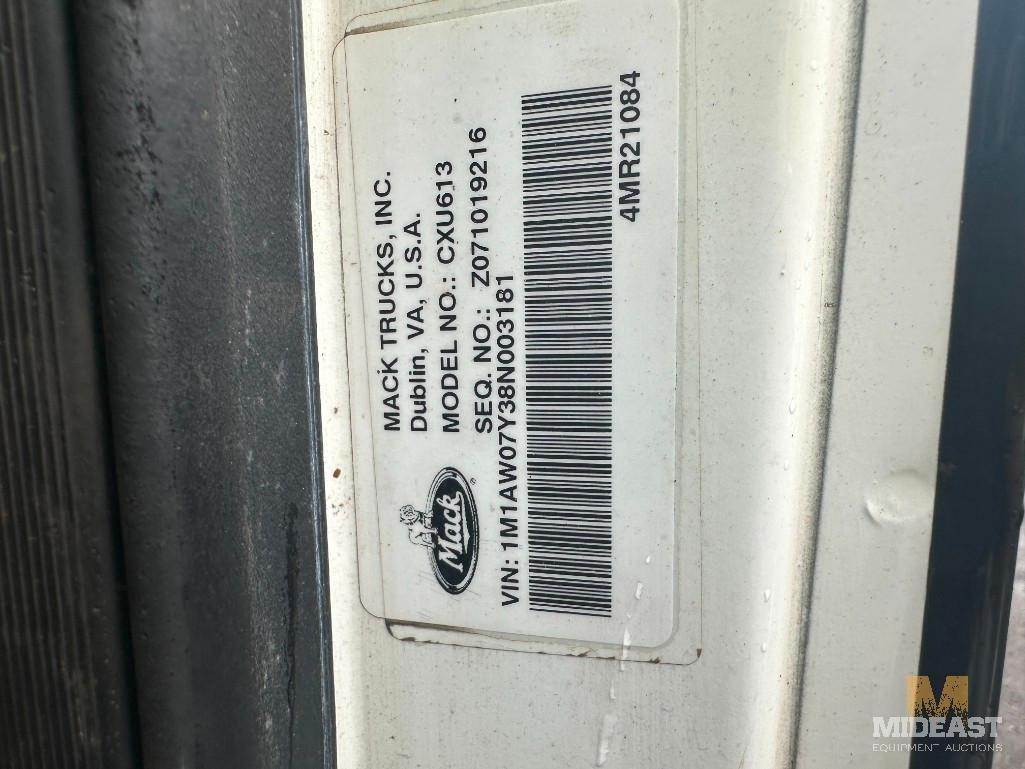 MACK TRUCKS, INC.
Dublin, VA, U.S.A.
MODEL NO.: CXU613
SEQ. NO.: Z071019216
Mack
®
VIN: 1M1AW07Y38N003181
4MR21084
M
MIDEAST
EQUIPMENT AUCTIONS